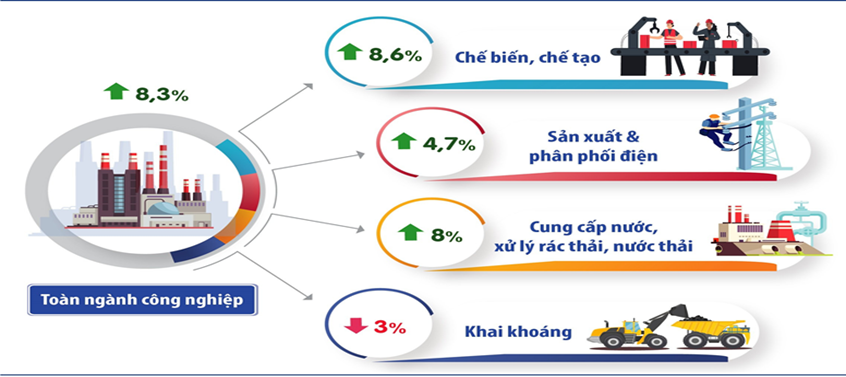 8,3%
Toàn ngành công nghiệp
8,6%
Chế biến, chế tạo
4,7%
Sản xuất &
phân phối điện
8%
Cung cấp nước,
xử lý rác thải, nước thải
3%
Khai khoáng